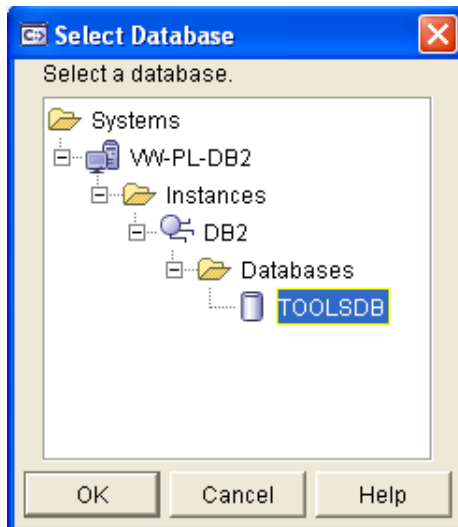 Select Database
Select a database.
Systems
VW-PL-DB2
Instances
DB2
Databases
TOOLSDB
OK Cancel Help